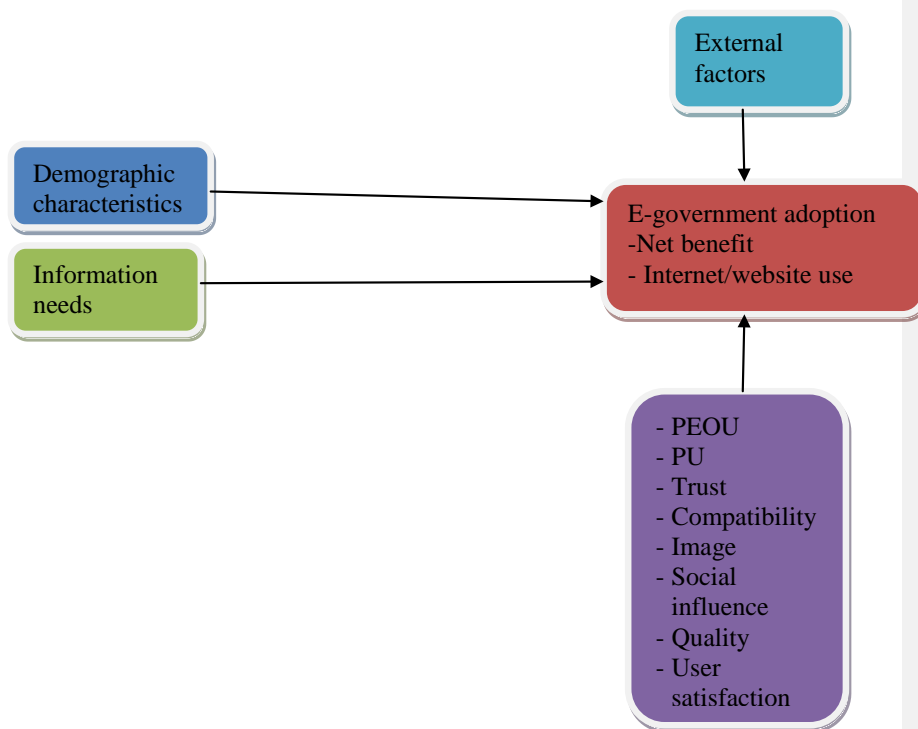 External
factors
Demographic
characteristics
Information
needs
E-government adoption
-Net benefit
- Internet/website use
- PEOU
- PU
- Trust
- Compatibility
- Image
- Social
influence
- Quality
- User
satisfaction